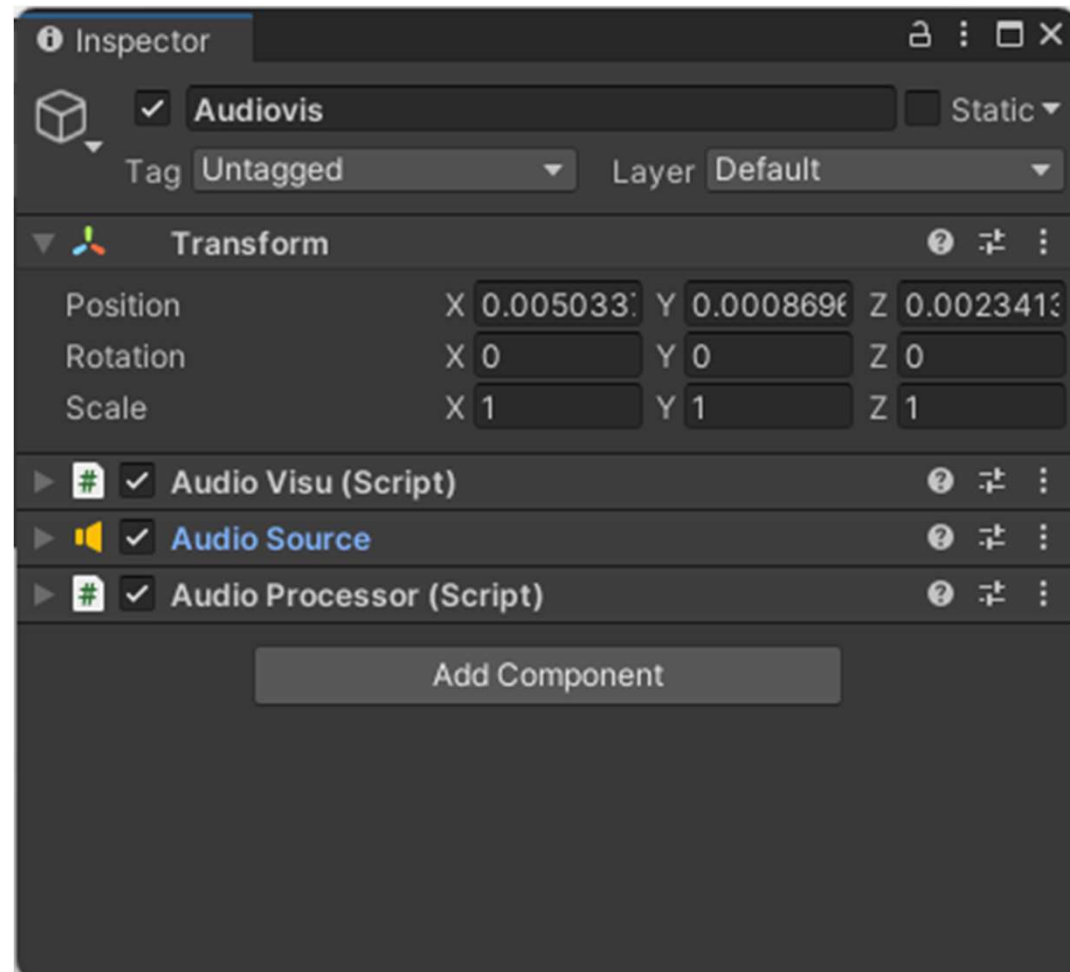 Inspector
Audiovis Static
Tag Untagged Layer Default
Transform
Position X 0.005033 Y 0.000869 Z 0.002341
Rotation X 0 Y 0 Z 0
Scale X 1 Y 1 Z 1
# Audio Visu (Script)
Audio Source
# Audio Processor (Script)
Add Component